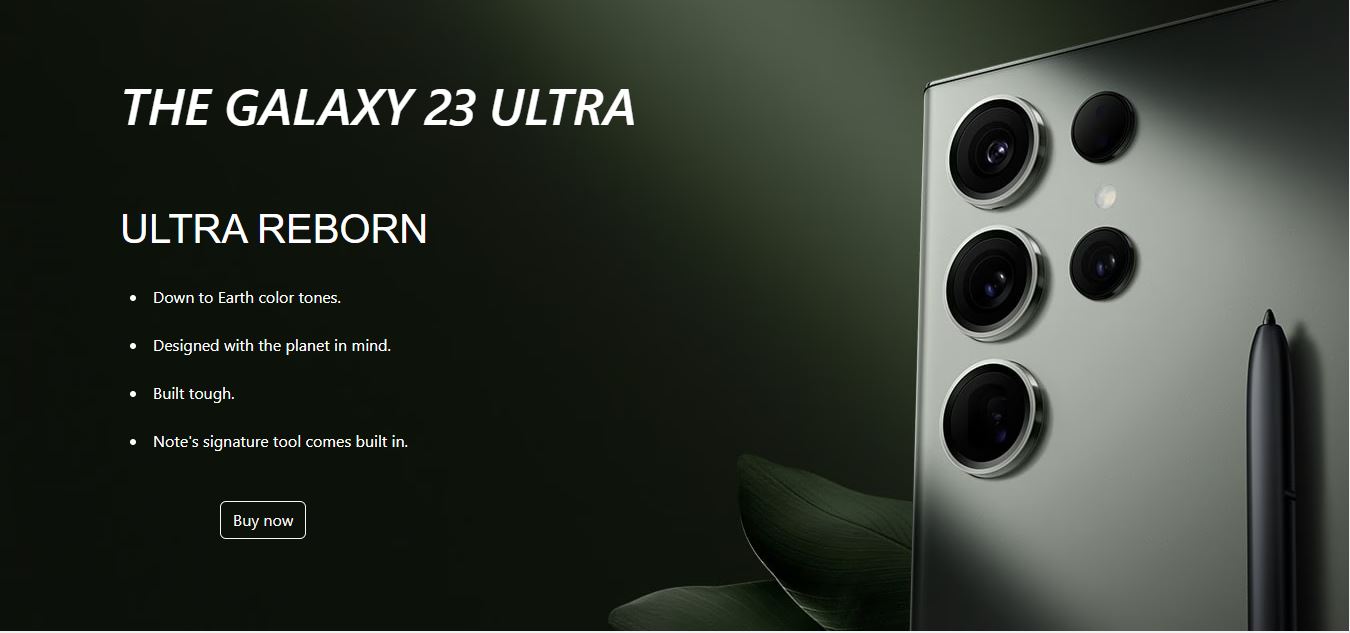 THE GALAXY 23 ULTRA
ULTRA REBORN
• Down to Earth color tones.
• Designed with the planet in mind.
• Built tough.
• Note's signature tool comes built in.
Buy now